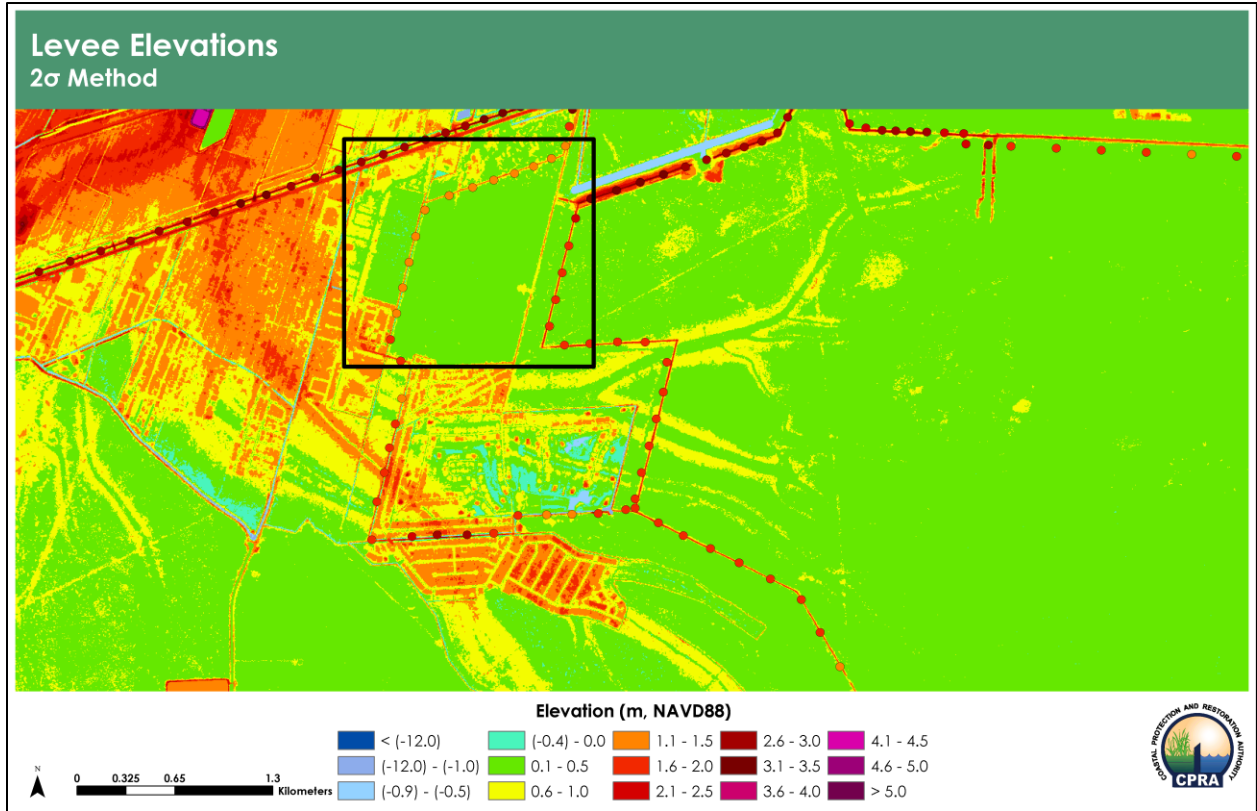 Levee Elevations
2σ Method
Elevation (m, NAVD88)
< (-12.0)
(-12.0) - (-1.0)
(-0.9) - (-0.5)
(-0.4) - 0.0
0.1 - 0.5
0.6 - 1.0
1.1 - 1.5
1.6 - 2.0
2.1 - 2.5
2.6 - 3.0
3.1 - 3.5
3.6 - 4.0
4.1 - 4.5
4.6 - 5.0
> 5.0
N
0 0.325 0.65 1.3
Kilometers
COASTAL PROTECTION AND RESTORATION AUTHORITY
CPRA